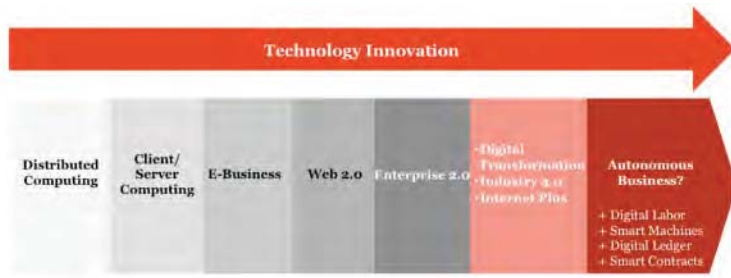 Technology Innovation
Distributed
Computing
Client/
Server
Computing
E-Business
Web 2.0
Enterprise 2.0
•Digital
Transformation
•Industry 4.0
•Internet Plus
Autonomous
Business?
+ Digital Labor
+ Smart Machines
+ Digital Ledger
+ Smart Contracts